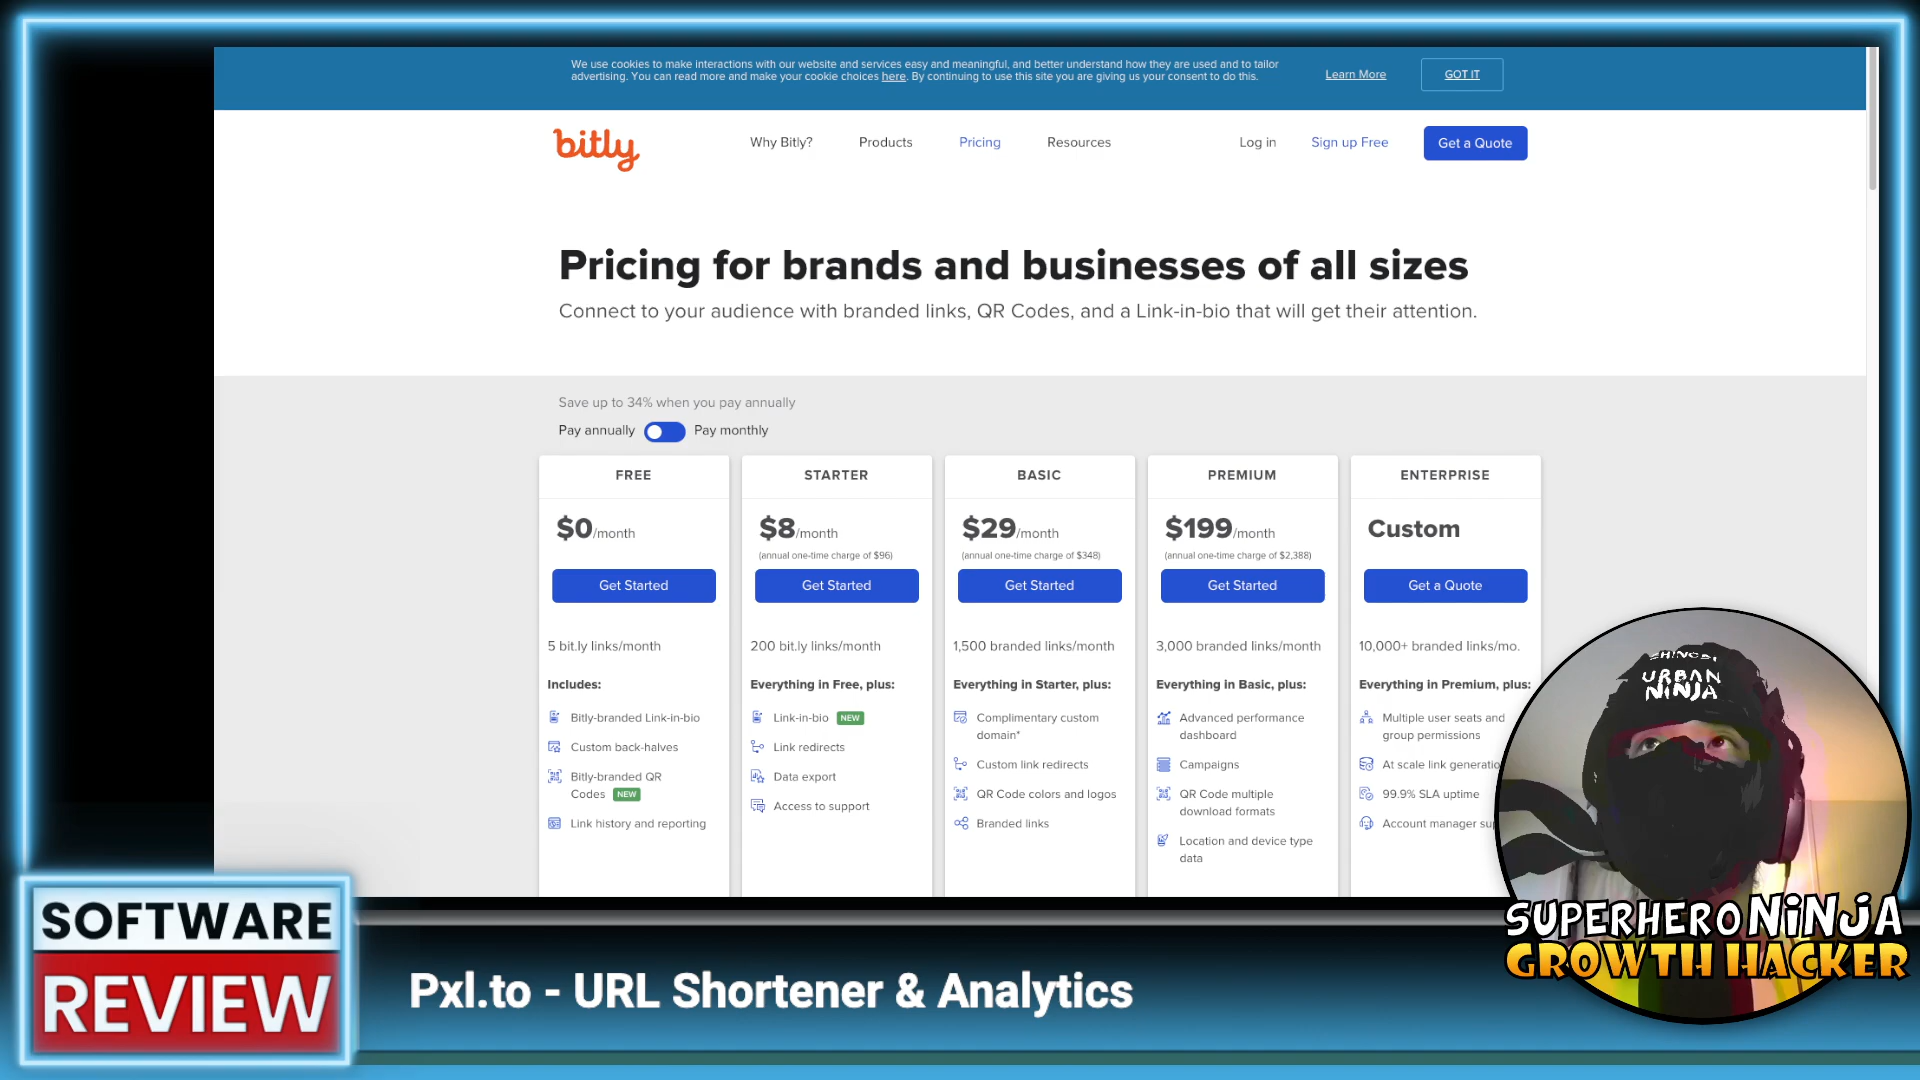 We use cookies to make interactions with our website and services easy and meaningful, and better understand how they are used and to tailor
advertising. You can read more and make your cookie choices here. By continuing to use this site you are giving us your consent to do this.
Learn More
GOT IT
bitly
Why Bitly?
Products
Pricing
Resources
Log in
Sign up Free
Get a Quote
Pricing for brands and businesses of all sizes
Connect to your audience with branded links, QR Codes, and a Link-in-bio that will get their attention.
Save up to 34% when you pay annually
Pay annually
Pay monthly
FREE
$0/month
Get Started
5 bit.ly links/month
Includes:
Bitly-branded Link-in-bio
Custom back-halves
Bitly-branded QR
Codes NEW
Link history and reporting
STARTER
$8/month
(annual one-time charge of $96)
Get Started
200 bit.ly links/month
Everything in Free, plus:
Link-in-bio NEW
Link redirects
Data export
Access to support
BASIC
$29/month
(annual one-time charge of $348)
Get Started
1,500 branded links/month
Everything in Starter, plus:
Complimentary custom
domain*
Custom link redirects
QR Code colors and logos
Branded links
PREMIUM
$199/month
(annual one-time charge of $2,388)
Get Started
3,000 branded links/month
Everything in Basic, plus:
Advanced performance
dashboard
Campaigns
QR Code multiple
download formats
Location and device type
data
ENTERPRISE
Custom
Get a Quote
10,000+ branded links/mo.
Everything in Premium, plus:
Multiple user seats and
group permissions
At scale link generatio
99.9% SLA uptime
Account manager sup
URBAN
NINJA
SUPERHERO NiNJA
GROWTH HACKER
SOFTWARE
REVIEW
Pxl.to - URL Shortener & Analytics